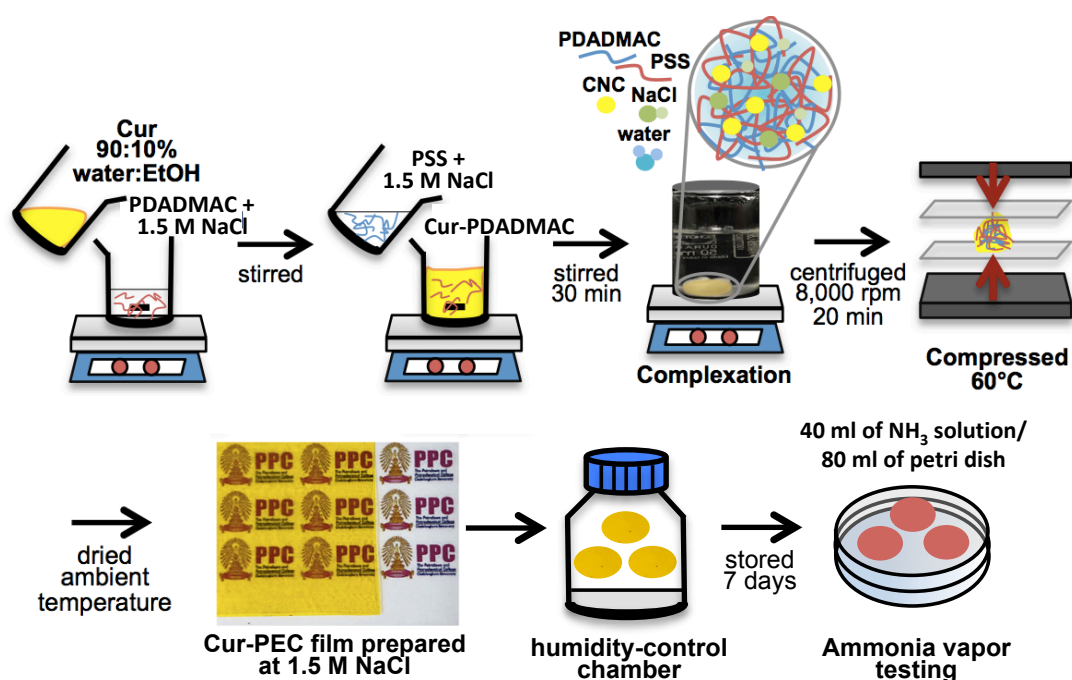 Cur
90:10%
water:EtOH
PDADMAC +
1.5 M NaCl
stirred
PSS +
1.5 M NaCl
Cur-PDADMAC
stirred
30 min
PDADMAC
PSS
CNC
NaCl
water
Complexation
centrifuged
8,000 rpm
20 min
Compressed
60°C
dried
ambient
temperature
PPC
PPC
PPC
PPC
PPC
PPC
PPC
PPC
PPC
Cur-PEC film prepared
at 1.5 M NaCl
humidity-control
chamber
stored
7 days
40 ml of NH₃ solution/
80 ml of petri dish
Ammonia vapor
testing